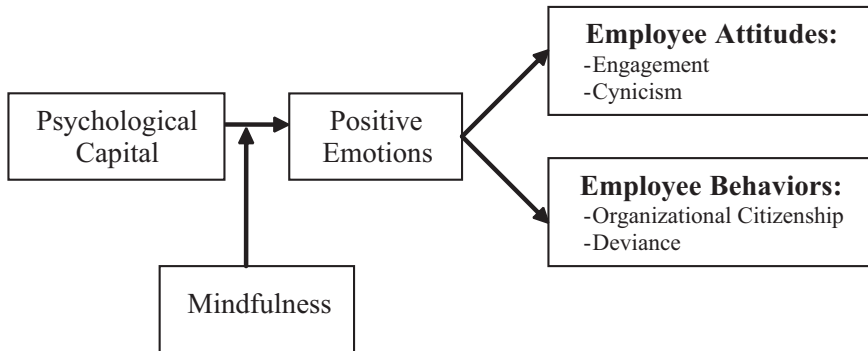 Psychological
Capital
Positive
Emotions
Mindfulness
Employee Attitudes:
-Engagement
-Cynicism
Employee Behaviors:
-Organizational Citizenship
-Deviance